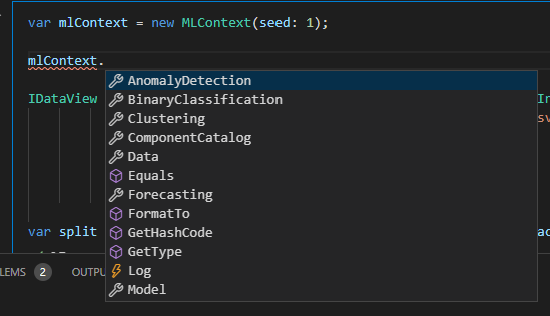 var mlContext = new MLContext(seed: 1);
mlContext.
AnomalyDetection
IDataView
BinaryClassification
In
Clustering
sv
ComponentCatalog
Data
Equals
Forecasting
FormatTo
var split
GetHashCode
ac
GetType
LEMS 2 OUTPU
Log
Model